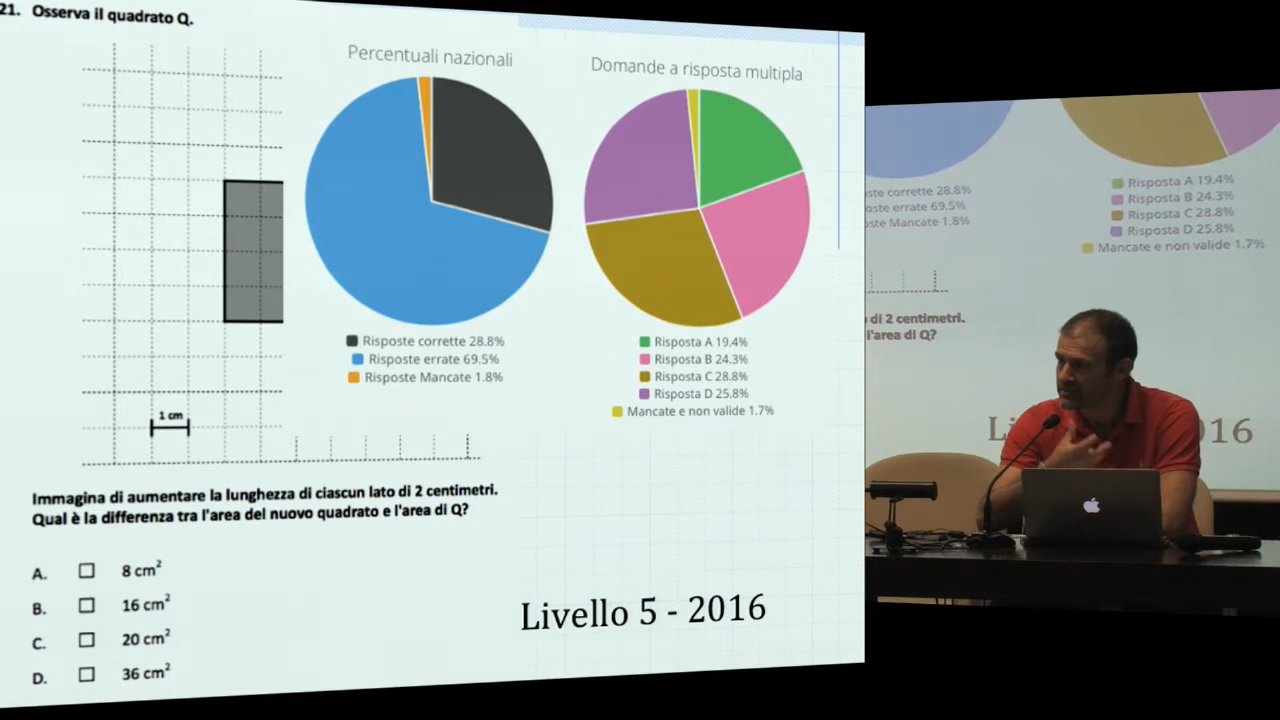 21. Osserva il quadrato Q.
Percentuali nazionali
Domande a risposta multipla
Risposte corrette 28.8%
Risposte errate 69.5%
Risposte Mancate 1.8%
Risposta A 19.4%
Risposta B 24.3%
Risposta C 28.8%
Risposta D 25.8%
Mancate e non valide 1.7%
1 cm
Immagina di aumentare la lunghezza di ciascun lato di 2 centimetri.
Qual è la differenza tra l'area del nuovo quadrato e l'area di Q?
A. 8 cm²
B. 16 cm²
C. 20 cm²
D. 36 cm²
Livello 5 - 2016
ste corrette 28.8%
oste errate 69.5%
ste Mancate 1.8%
Risposta A 19.4%
Risposta B 24.3%
Risposta C 28.8%
Risposta D 25.8%
Mancate e non valide 1.7%
di 2 centimetri.
l'area di Q?
Li
016